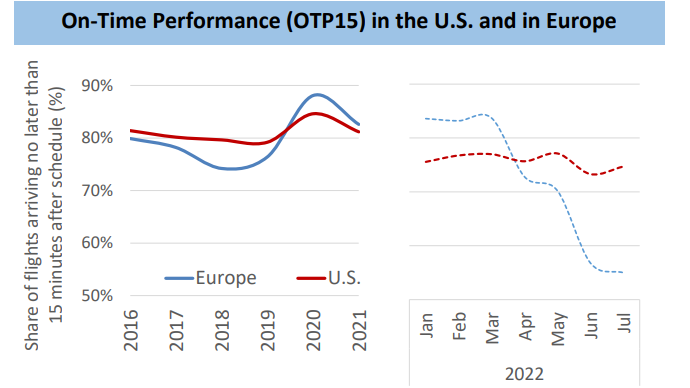 On-Time Performance (OTP15) in the U.S. and in Europe
Share of flights arriving no later than
15 minutes after schedule (%)
90%
80%
70%
60%
50%
Europe
U.S.
2016
2017
2018
2019
2020
2021
Jan
Feb
Mar
Apr
May
Jun
Jul
2022